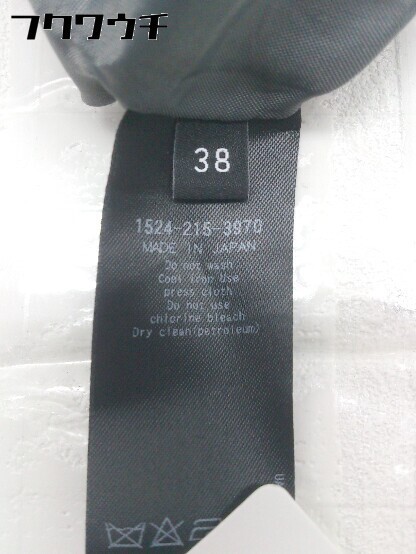 フクワウチ
38
1524-215-3970
MADE IN JAPAN
Do not wash
Cool iron use
press cloth
Do not use
chlorine bleach
Dry clean(petroleum)